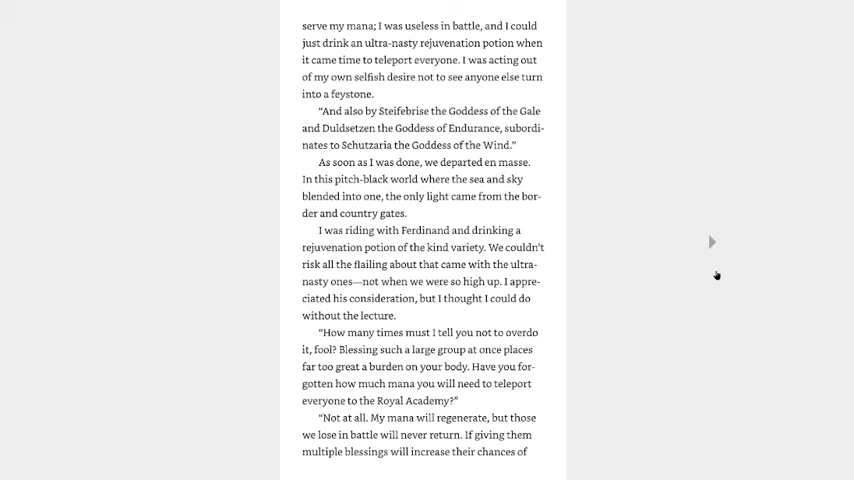 serve my mana; I was useless in battle, and I could
just drink an ultra-nasty rejuvenation potion when
it came time to teleport everyone. I was acting out
of my own selfish desire not to see anyone else turn
into a feystone.
“And also by Steifebrise the Goddess of the Gale
and Duldsetzen the Goddess of Endurance, subordi-
nates to Schutzaria the Goddess of the Wind.”
As soon as I was done, we departed en masse.
In this pitch-black world where the sea and sky
blended into one, the only light came from the bor-
der and country gates.
I was riding with Ferdinand and drinking a
rejuvenation potion of the kind variety. We couldn’t
risk all the flailing about that came with the ultra-
nasty ones—not when we were so high up. I appre-
ciated his consideration, but I thought I could do
without the lecture.
“How many times must I tell you not to overdo
it, fool? Blessing such a large group at once places
far too great a burden on your body. Have you for-
gotten how much mana you will need to teleport
everyone to the Royal Academy?”
“Not at all. My mana will regenerate, but those
we lose in battle will never return. If giving them
multiple blessings will increase their chances of